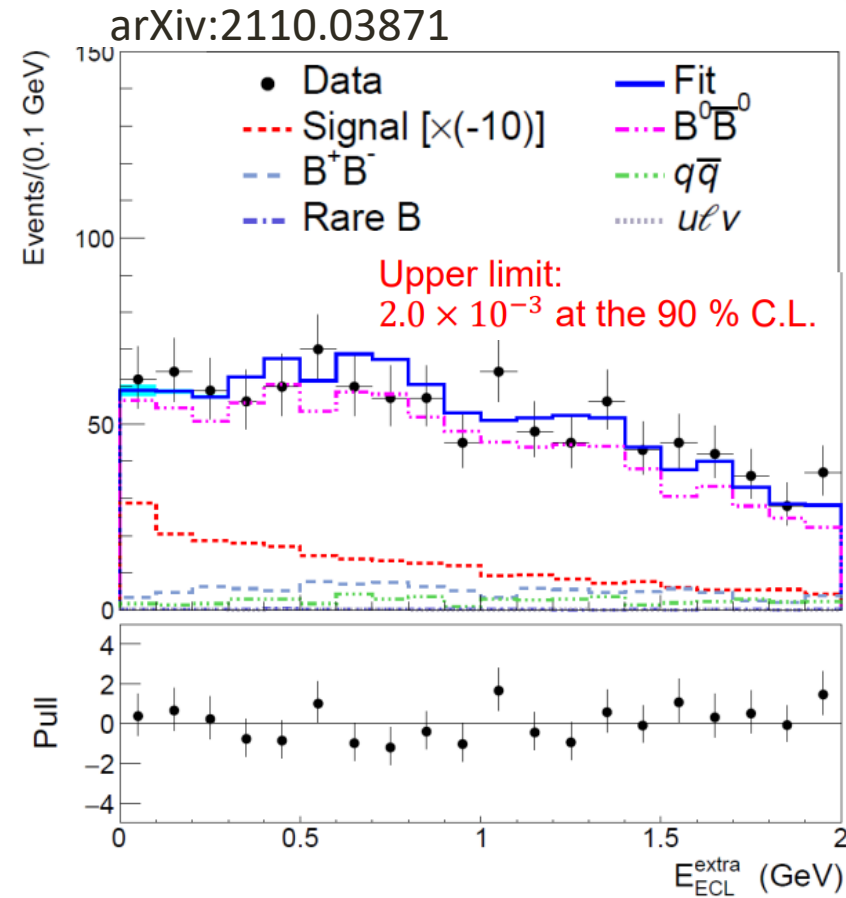 arXiv:2110.03871
Events/(0.1 GeV)
150
100
50
0
Data
Signal [×(-10)]
B⁺B⁻
Rare B
Fit
B⁰B̅⁰
qq̅
uℓν
Upper limit:
2.0 × 10⁻³ at the 90 % C.L.
Pull
4
2
0
−2
−4
0 0.5 1 1.5 2
E_ECL^extra (GeV)